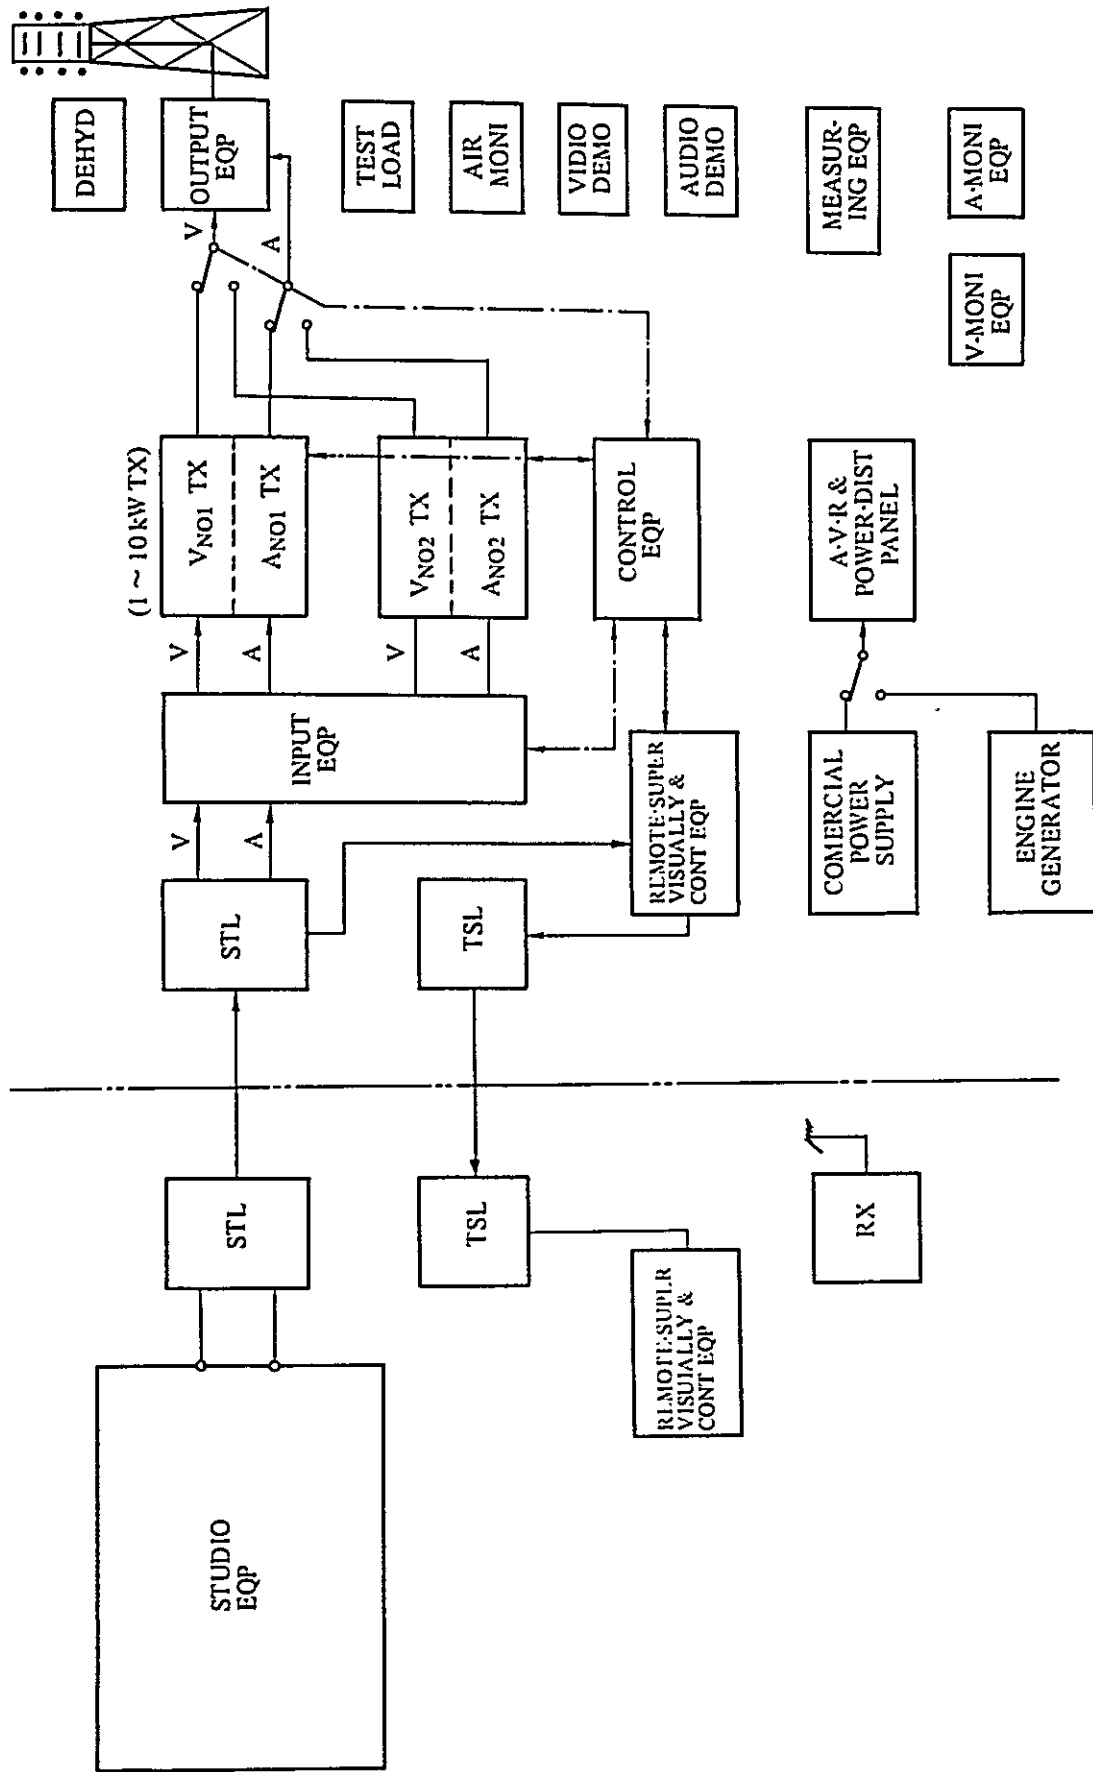 STUDIO
EQP
STL
STL
V
A
INPUT
EQP
V
A
V
A
(1 ~ 10 kW TX)
VNO1 TX
ANO1 TX
VNO2 TX
ANO2 TX
V
A
OUTPUT
EQP
DEHYD
TEST
LOAD
AIR
MONI
VIDIO
DEMO
AUDIO
DEMO
MEASUR-
ING EQP
V·MONI
EQP
A·MONI
EQP
CONTROL
EQP
TSL
TSL
REMOTE·SUPER
VISUIALLY &
CONT EQP
REMOTE·SUPER
VISUALLY &
CONT EQP
RX
COMERCIAL
POWER
SUPPLY
ENGINE
GENERATOR
A·V·R &
POWER·DIST
PANEL